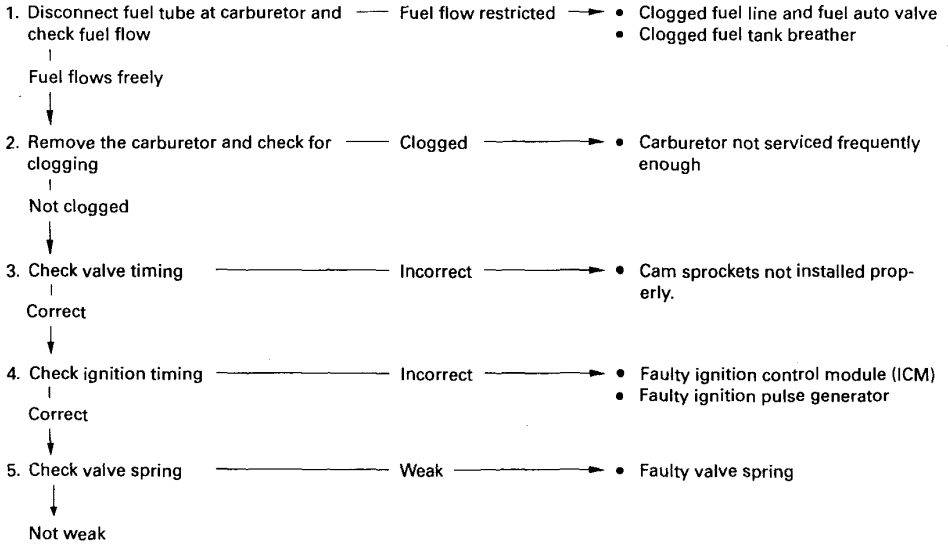 1. Disconnect fuel tube at carburetor and Fuel flow restricted • Clogged fuel line and fuel auto valve
check fuel flow • Clogged fuel tank breather
Fuel flows freely
2. Remove the carburetor and check for Clogged • Carburetor not serviced frequently
clogging enough
Not clogged
3. Check valve timing Incorrect • Cam sprockets not installed prop-
erly.
Correct
4. Check ignition timing Incorrect • Faulty ignition control module (ICM)
• Faulty ignition pulse generator
Correct
5. Check valve spring Weak • Faulty valve spring
Not weak